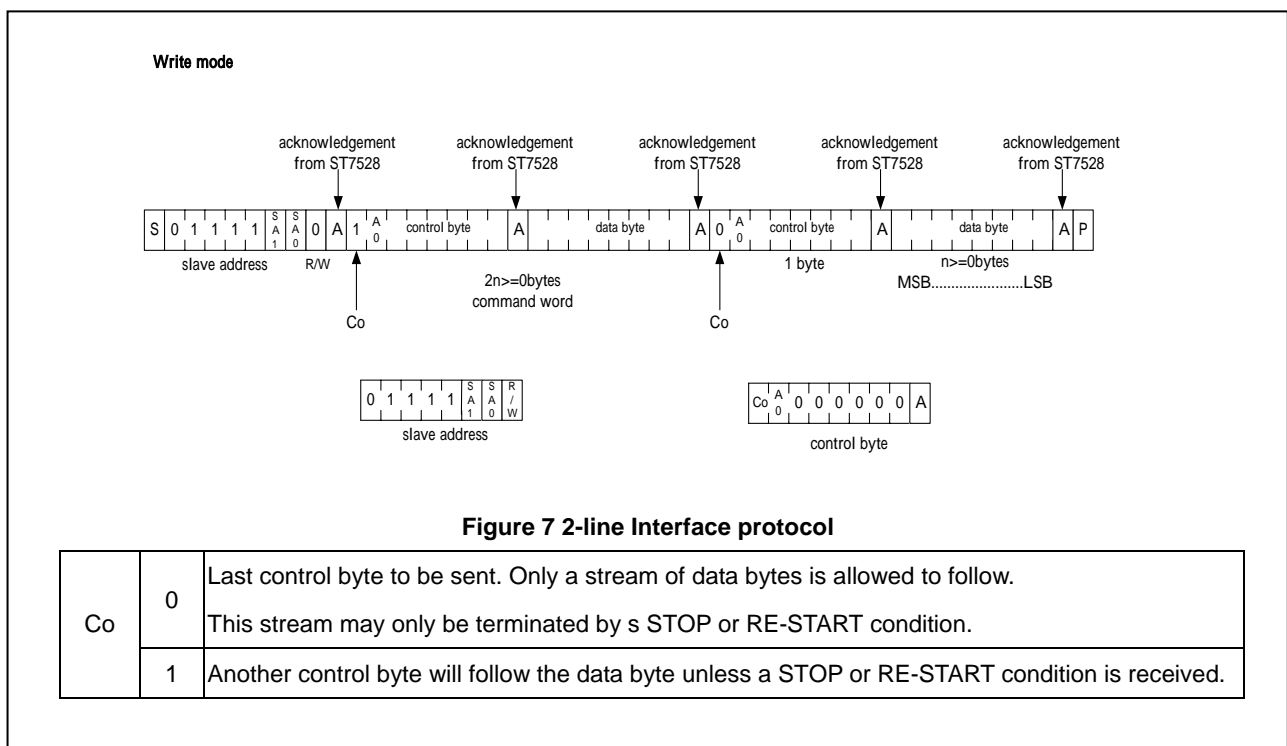 Write mode
acknowledgement from ST7528
acknowledgement from ST7528
acknowledgement from ST7528
acknowledgement from ST7528
acknowledgement from ST7528
S 0 1 1 1 1 SA1 SA0 0 A 1 A0 control byte A data byte A 0 A0 control byte A data byte A P
slave address R/W 1 byte n>=0bytes
2n>=0bytes MSB.......................LSB
command word
Co Co
0 1 1 1 1 SA1 SA0 R/W
slave address
Co A0 0 0 0 0 0 0 A
control byte
Figure 7 2-line Interface protocol
Co
0
Last control byte to be sent. Only a stream of data bytes is allowed to follow.
This stream may only be terminated by s STOP or RE-START condition.
1
Another control byte will follow the data byte unless a STOP or RE-START condition is received.